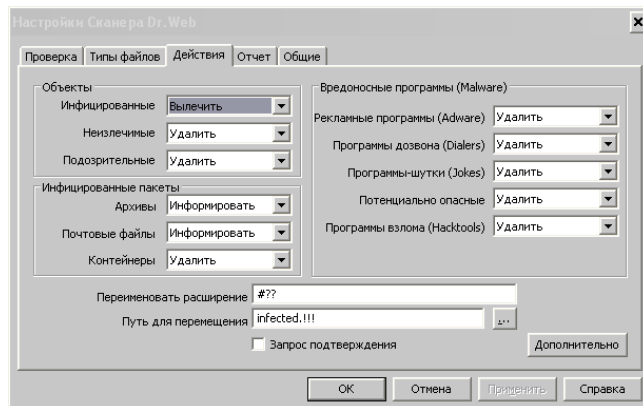 Настройки Сканера Dr.Web
Проверка Типы файлов Действия Отчет Общие
Объекты
Инфицированные Вылечить
Неизлечимые Удалить
Подозрительные Удалить
Инфицированные пакеты
Архивы Информировать
Почтовые файлы Информировать
Контейнеры Удалить
Вредоносные программы (Malware)
Рекламные программы (Adware) Удалить
Программы дозвона (Dialers) Удалить
Программы-шутки (Jokes) Удалить
Потенциально опасные Удалить
Программы взлома (Hacktools) Удалить
Переименовать расширение #??
Путь для перемещения infected.!!! ...
Запрос подтверждения Дополнительно
ОК Отмена Применить Справка